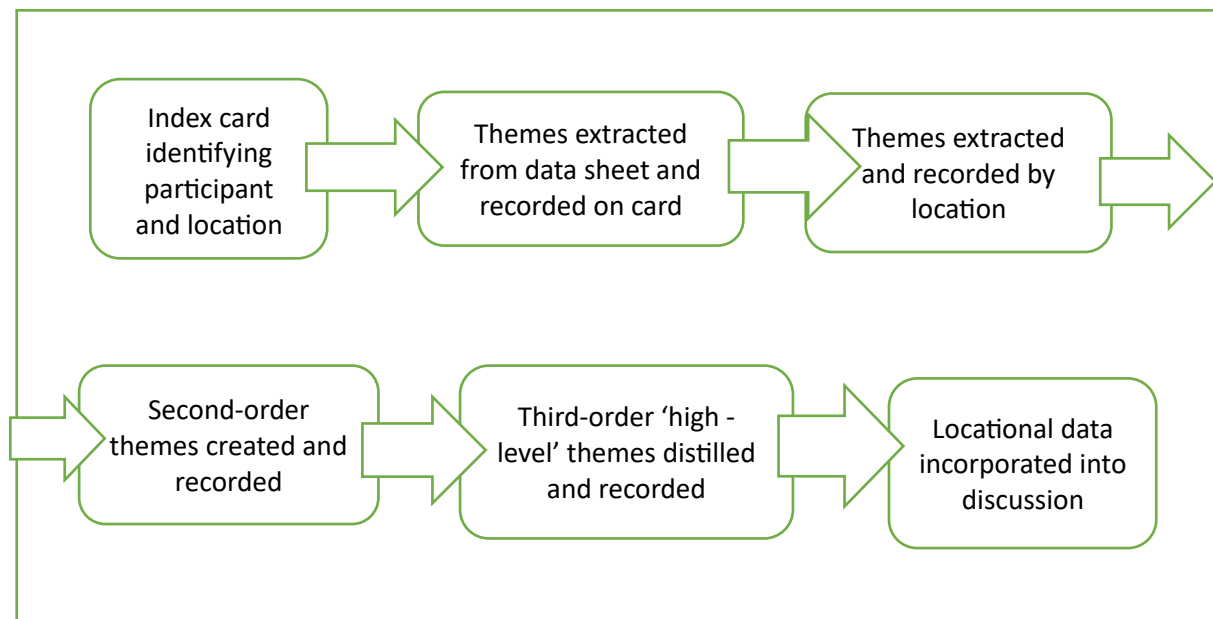 Index card
identifying
participant
and location
Themes extracted
from data sheet and
recorded on card
Themes extracted
and recorded by
location
Second-order
themes created and
recorded
Third-order ‘high -
level’ themes distilled
and recorded
Locational data
incorporated into
discussion